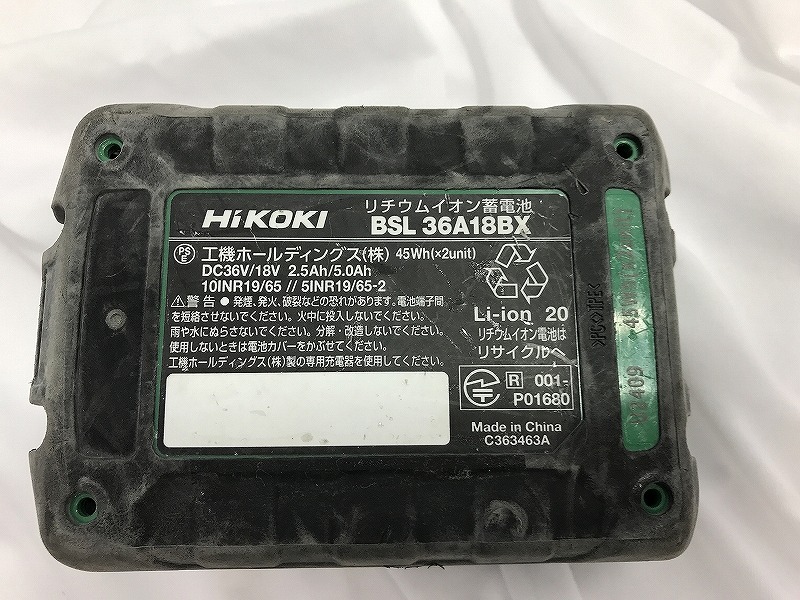 HiKOKI
リチウムイオン蓄電池
BSL 36A18BX
PS
E
工機ホールディングス(株) 45Wh(×2unit)
DC36V/18V 2.5Ah/5.0Ah
10INR19/65 // 5INR19/65-2
⚠警告 ● 発煙、発火、破裂などの恐れがあります。電池端子間
を短絡させないでください。火中に投入しないでください。
雨や水にぬらさないでください。分解・改造しないでください。
使用しないときは電池カバーをかぶせてください。
工機ホールディングス(株)製の専用充電器を使用してください。
Li-ion 20
リチウムイオン電池は
リサイクルへ
R 001-
P01680
Made in China
C363463A